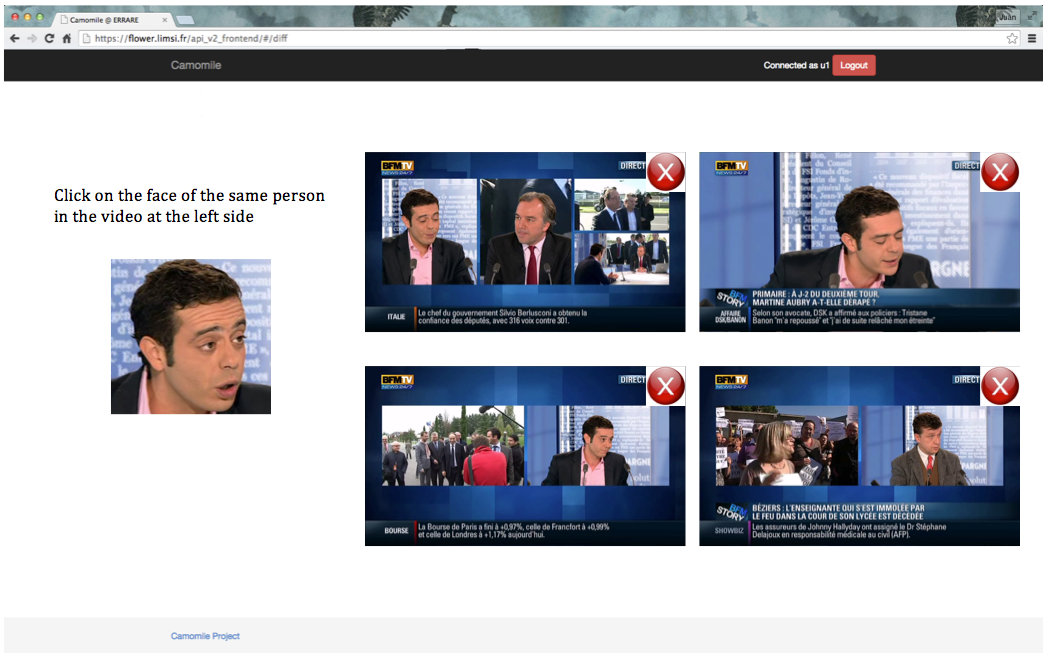 Camomile @ ERRARE
Juan
https://flower.limsi.fr/api_v2_frontend/#/diff
Camomile
Connected as u1
Logout
Click on the face of the same person
in the video at the left side
BFM TV
NEWS 24/7
DIRECT
ITALIE
Le chef du gouvernement Silvio Berlusconi a obtenu la
confiance des députés, avec 316 voix contre 301.
BFM TV
NEWS 24/7
DIRECT
ARGNE
BFM STORY
PRIMAIRE : À J-2 DU DEUXIEME TOUR,
MARTINE AUBRY A-T-ELLE DERAPE ?
AFFAIRE
DSK/BANON
Selon son avocate, DSK a affirmé aux policiers : Tristane
Banon "m'a repoussé" et "j'ai de suite relâché mon étreinte"
BFM TV
NEWS 24/7
DIRECT
BOURSE
La Bourse de Paris a fini à +0,97%, celle de Francfort à +0,99%
et celle de Londres à +1,17% aujourd'hui.
BFM TV
NEWS 24/7
DIRECT
BFM STORY
BÉZIERS : L'ENSEIGNANTE QUI S'EST IMMOLÉE PAR
LE FEU DANS LA COUR DE SON LYCÉE EST DÉCÉDÉE
SHOWBIZ
Les assureurs de Johnny Hallyday ont assigné le Dr Stéphane
Delajoux en responsabilité médicale au civil (AFP).
Camomile Project